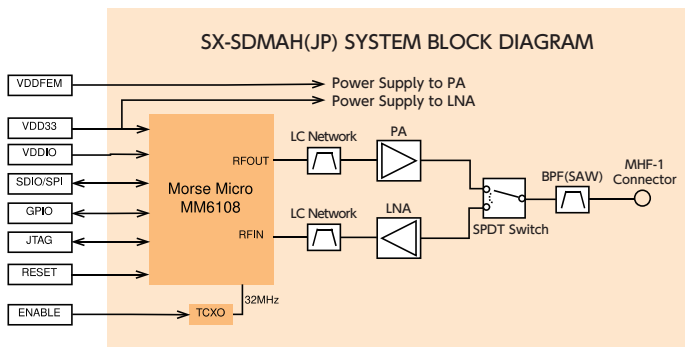 SX-SDMAH(JP) SYSTEM BLOCK DIAGRAM
VDDFEM
Power Supply to PA
Power Supply to LNA
VDD33
VDDIO
SDIO/SPI
GPIO
JTAG
RESET
ENABLE
Morse Micro
MM6108
RFOUT
RFIN
32MHz
TCXO
LC Network
PA
LC Network
LNA
SPDT Switch
BPF(SAW)
MHF-1
Connector